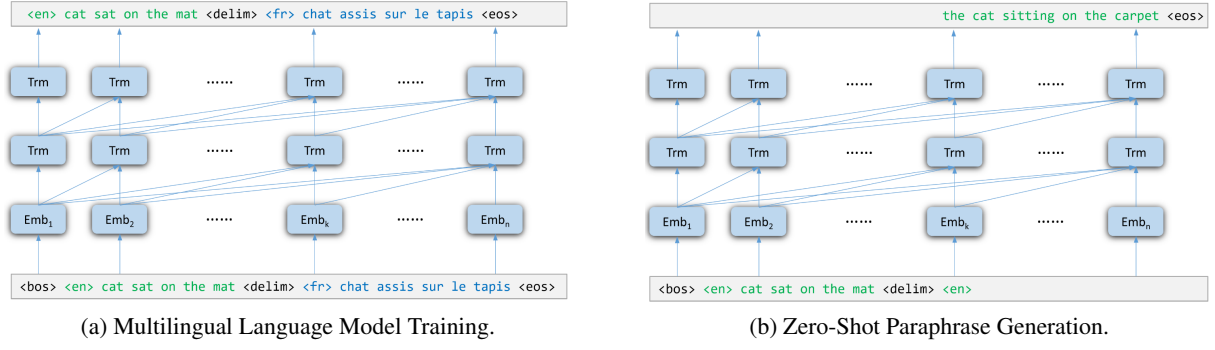 <en> cat sat on the mat <delim> <fr> chat assis sur le tapis <eos>
Trm Trm ...... Trm ...... Trm
Trm Trm ...... Trm ...... Trm
Emb1 Emb2 ...... Embk ...... Embn
<bos> <en> cat sat on the mat <delim> <fr> chat assis sur le tapis <eos>
(a) Multilingual Language Model Training.
the cat sitting on the carpet <eos>
Trm Trm ...... Trm ...... Trm
Trm Trm ...... Trm ...... Trm
Emb1 Emb2 ...... Embk ...... Embn
<bos> <en> cat sat on the mat <delim> <en>
(b) Zero-Shot Paraphrase Generation.